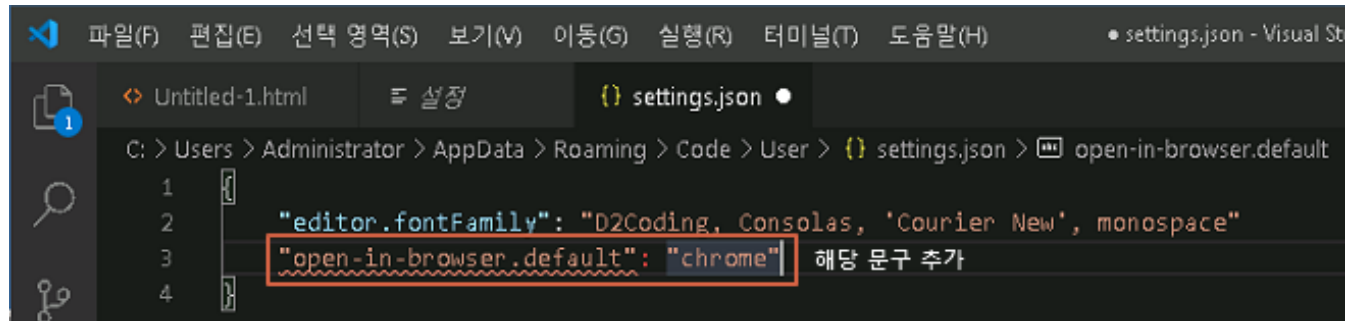 파일(F) 편집(E) 선택 영역(S) 보기(V) 이동(G) 실행(R) 터미널(T) 도움말(H) ● settings.json - Visual Stu
1
<> Untitled-1.html 설정 {} settings.json ●
C: > Users > Administrator > AppData > Roaming > Code > User > {} settings.json > open-in-browser.default
1 {
2 "editor.fontFamily": "D2Coding, Consolas, 'Courier New', monospace"
3 "open-in-browser.default": "chrome" 해당 문구 추가
4 }